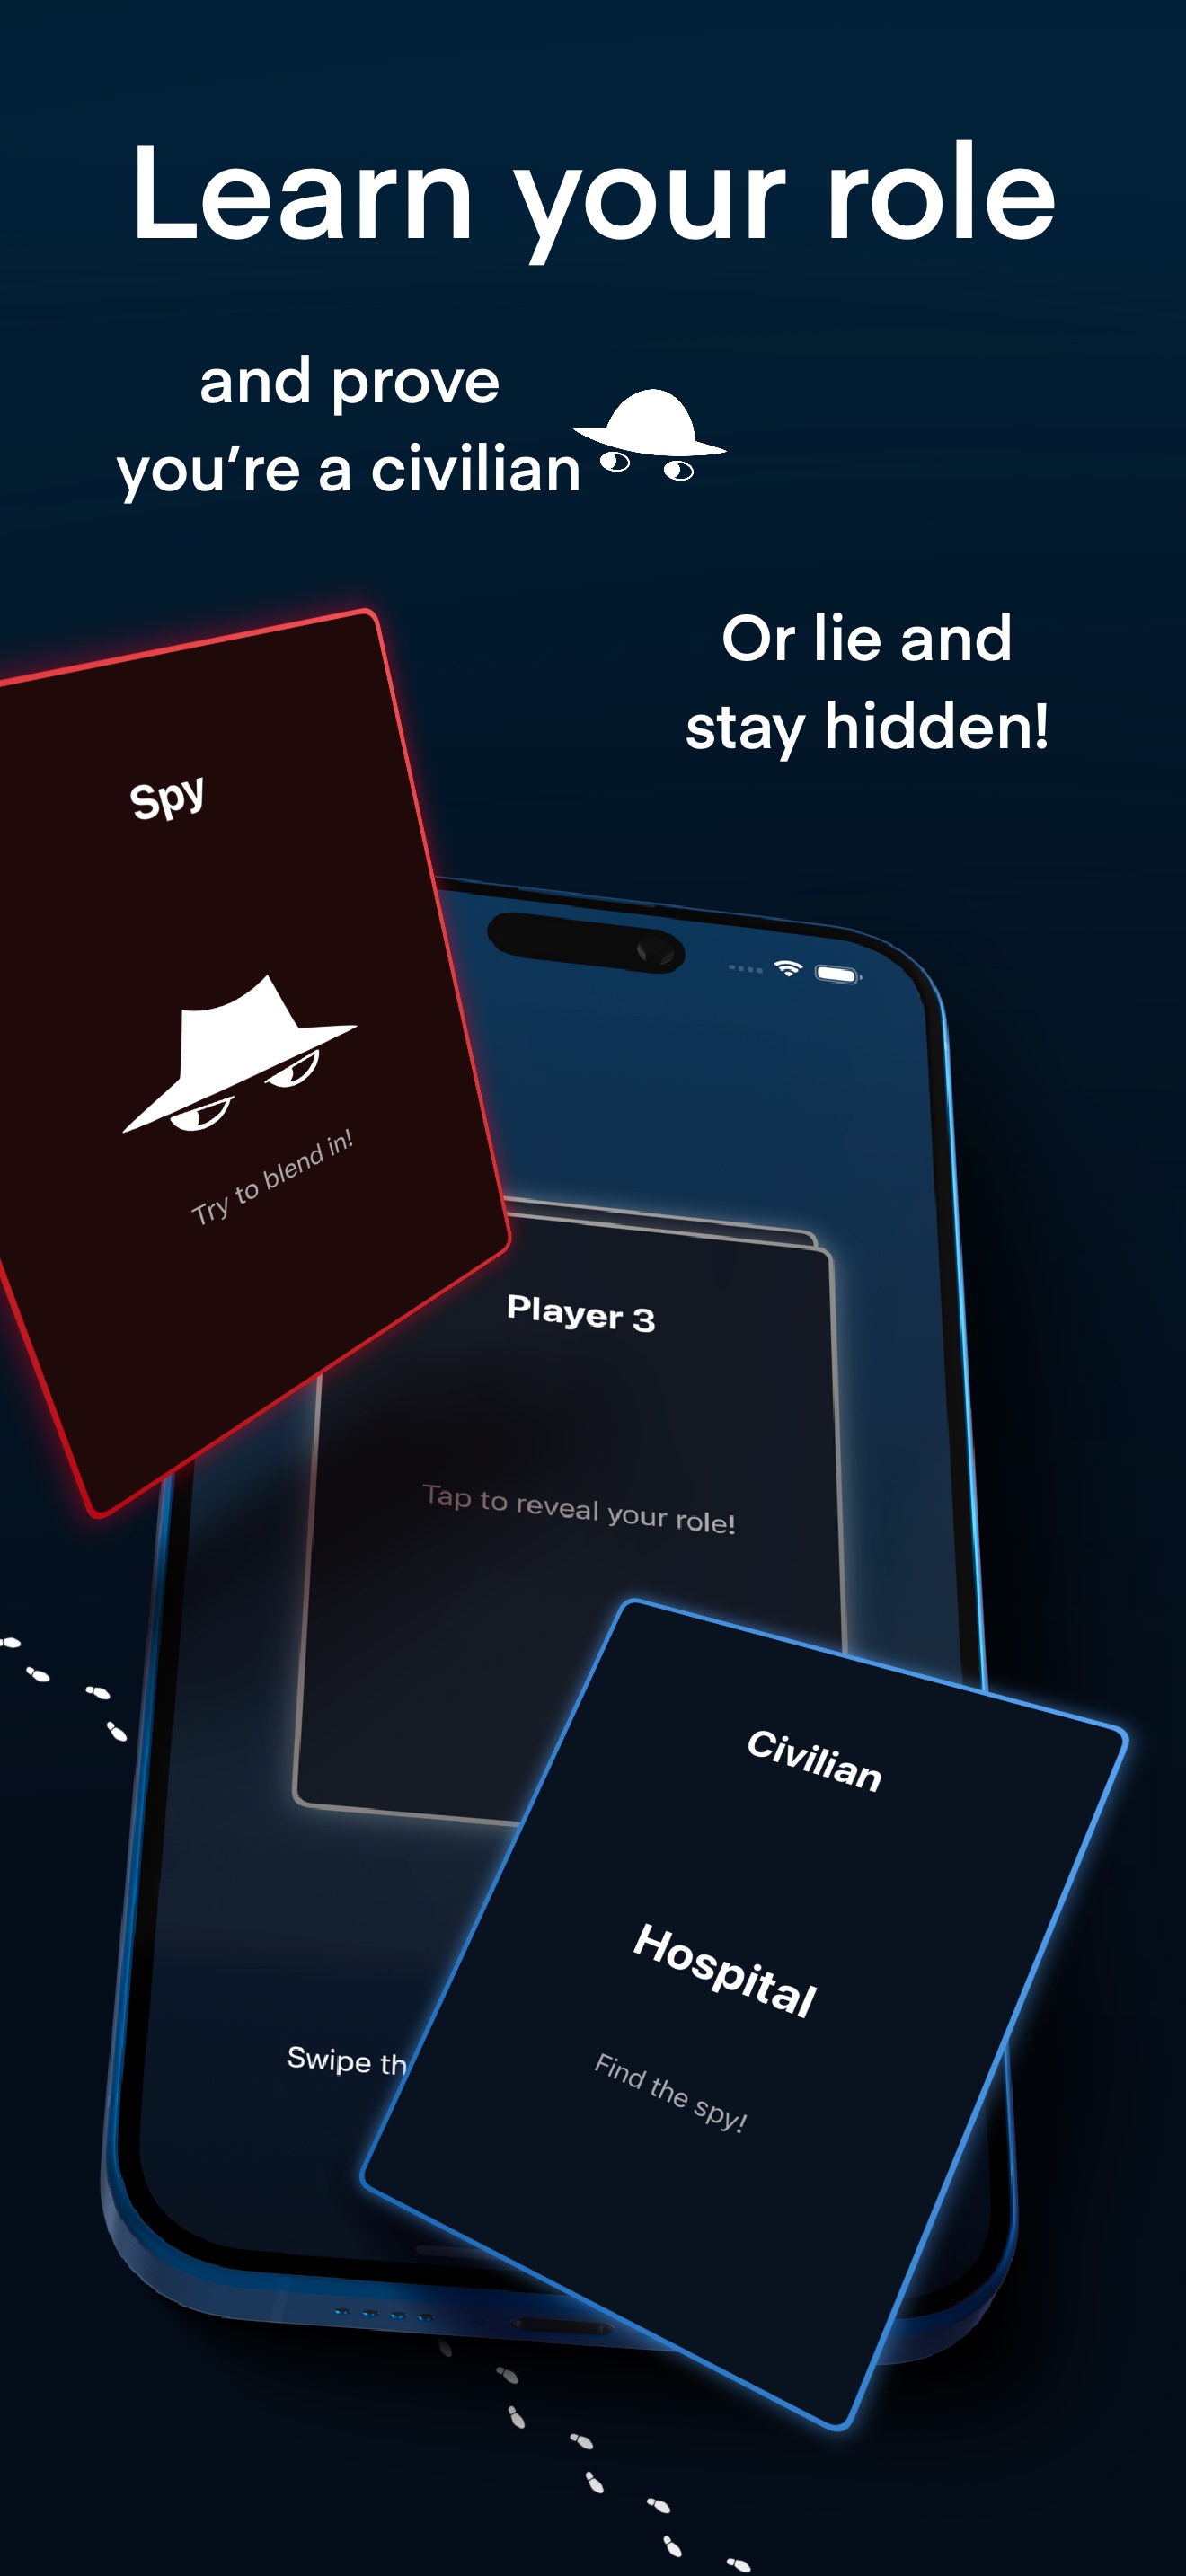 Learn your role
and prove
you’re a civilian
Or lie and
stay hidden!
Spy
Try to blend in!
Player 3
Tap to reveal your role!
Civilian
Hospital
Find the spy!
Swipe th